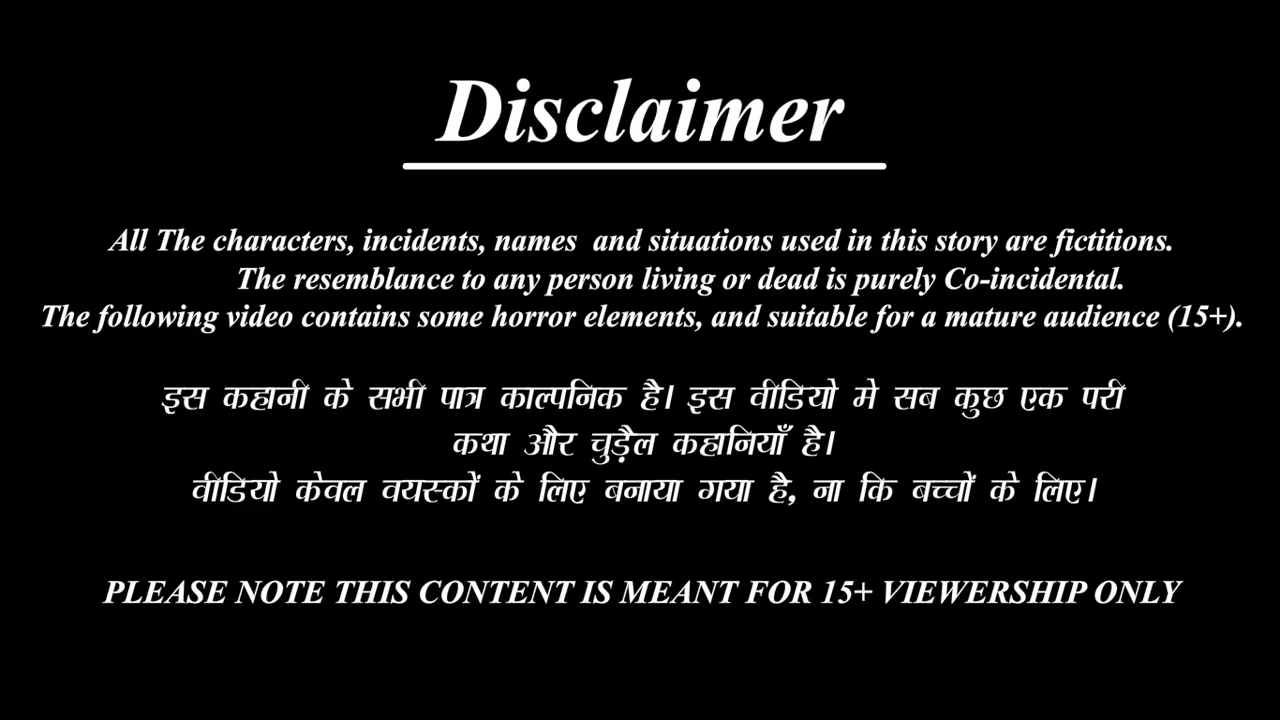 Disclaimer
All The characters, incidents, names and situations used in this story are fictitions.
The resemblance to any person living or dead is purely Co-incidental.
The following video contains some horror elements, and suitable for a mature audience (15+).
इस कहानी के सभी पात्र काल्पनिक है। इस वीडियो मे सब कुछ एक परी
कथा और चुड़ैल कहानियाँ है।
वीडियो केवल वयस्कों के लिए बनाया गया है, ना कि बच्चों के लिए।
PLEASE NOTE THIS CONTENT IS MEANT FOR 15+ VIEWERSHIP ONLY